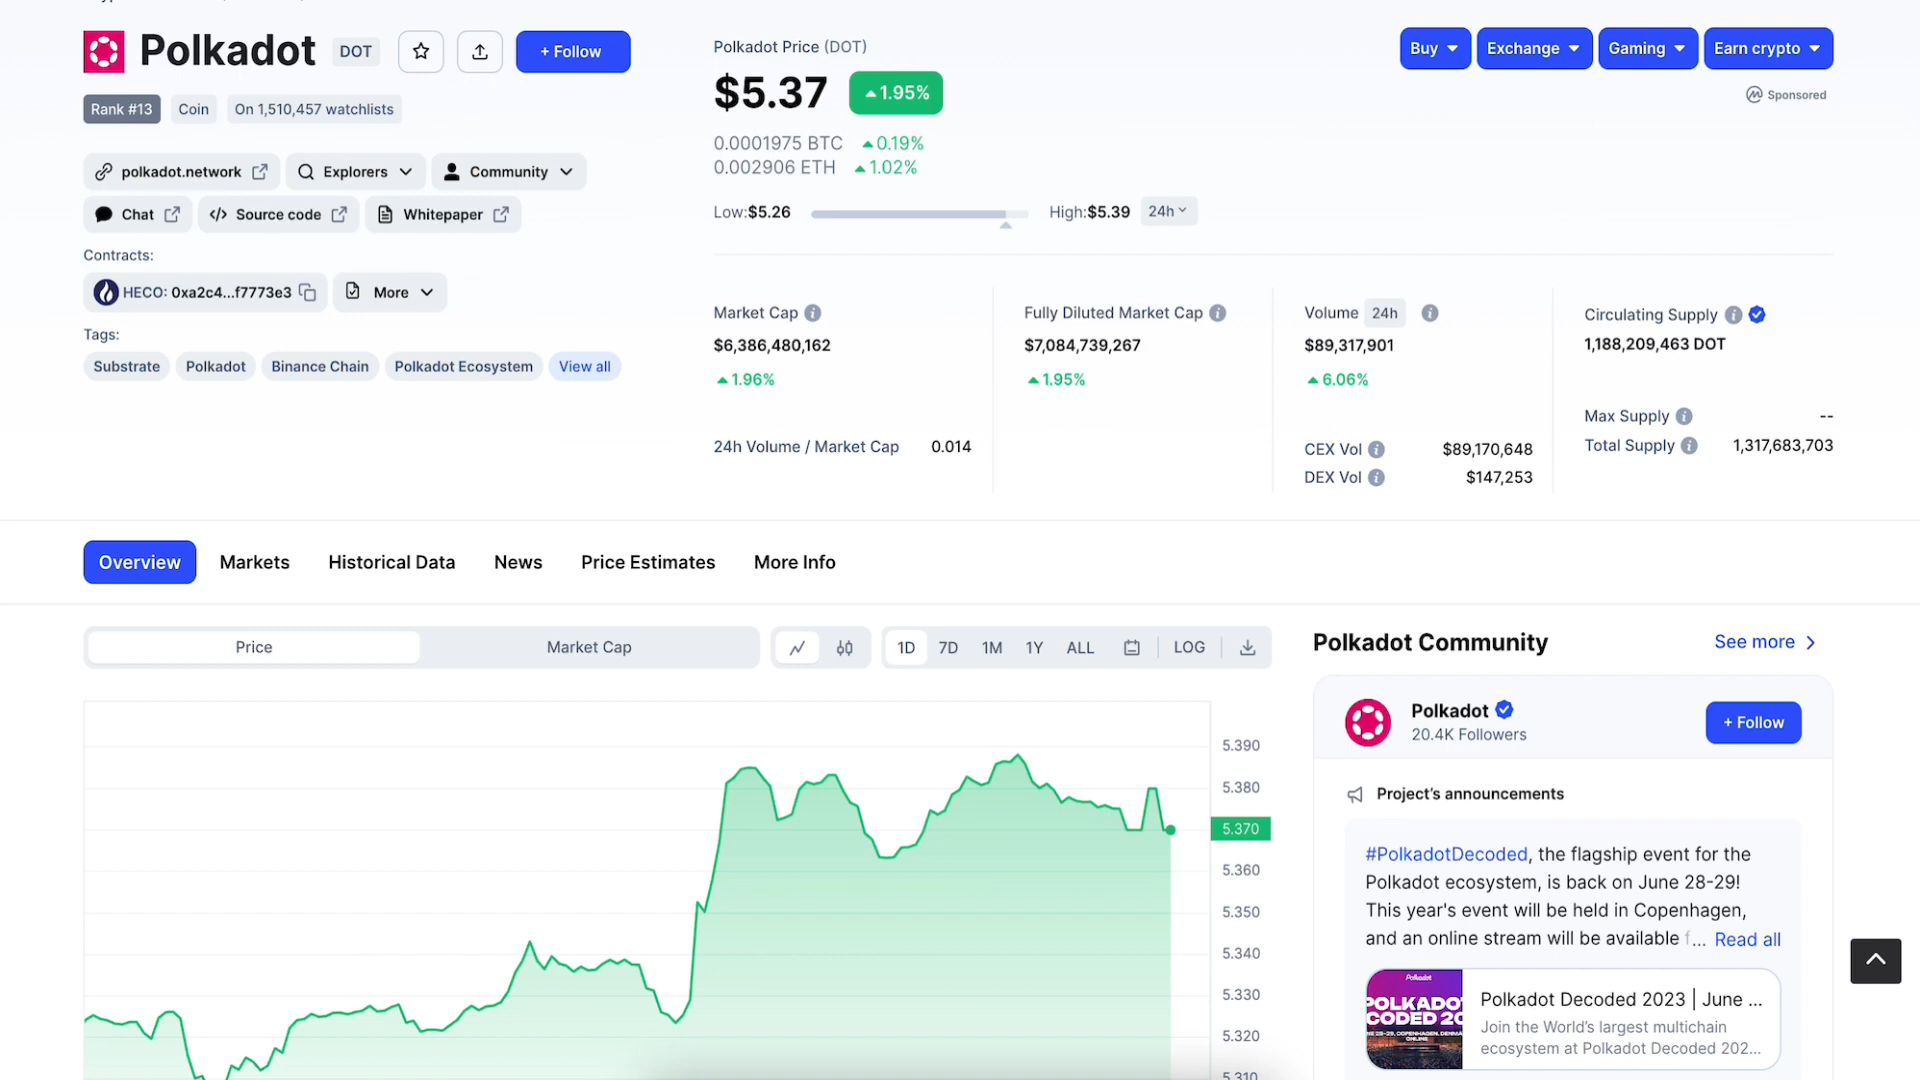 Polkadot DOT + Follow
Rank #13 Coin On 1,510,457 watchlists
polkadot.network Explorers Community
Chat Source code Whitepaper
Contracts:
HECO: 0xa2c4...f7773e3 More
Tags:
Substrate Polkadot Binance Chain Polkadot Ecosystem View all
Polkadot Price (DOT)
$5.37 1.95%
0.0001975 BTC 0.19%
0.002906 ETH 1.02%
Low:$5.26 High:$5.39 24h
Buy Exchange Gaming Earn crypto
Sponsored
Market Cap
$6,386,480,162
1.96%
24h Volume / Market Cap 0.014
Fully Diluted Market Cap
$7,084,739,267
1.95%
Volume 24h
$89,317,901
6.06%
CEX Vol $89,170,648
DEX Vol $147,253
Circulating Supply
1,188,209,463 DOT
Max Supply --
Total Supply 1,317,683,703
Overview Markets Historical Data News Price Estimates More Info
Price Market Cap 1D 7D 1M 1Y ALL LOG
5.390
5.380
5.370
5.360
5.350
5.340
5.330
5.320
5.310
Polkadot Community See more
Polkadot
20.4K Followers
+ Follow
Project's announcements
#PolkadotDecoded, the flagship event for the
Polkadot ecosystem, is back on June 28-29!
This year's event will be held in Copenhagen,
and an online stream will be available f... Read all
Polkadot
POLKADOT
CODED 20
ONLINE
Polkadot Decoded 2023 | June ...
Join the World's largest multichain
ecosystem at Polkadot Decoded 202...